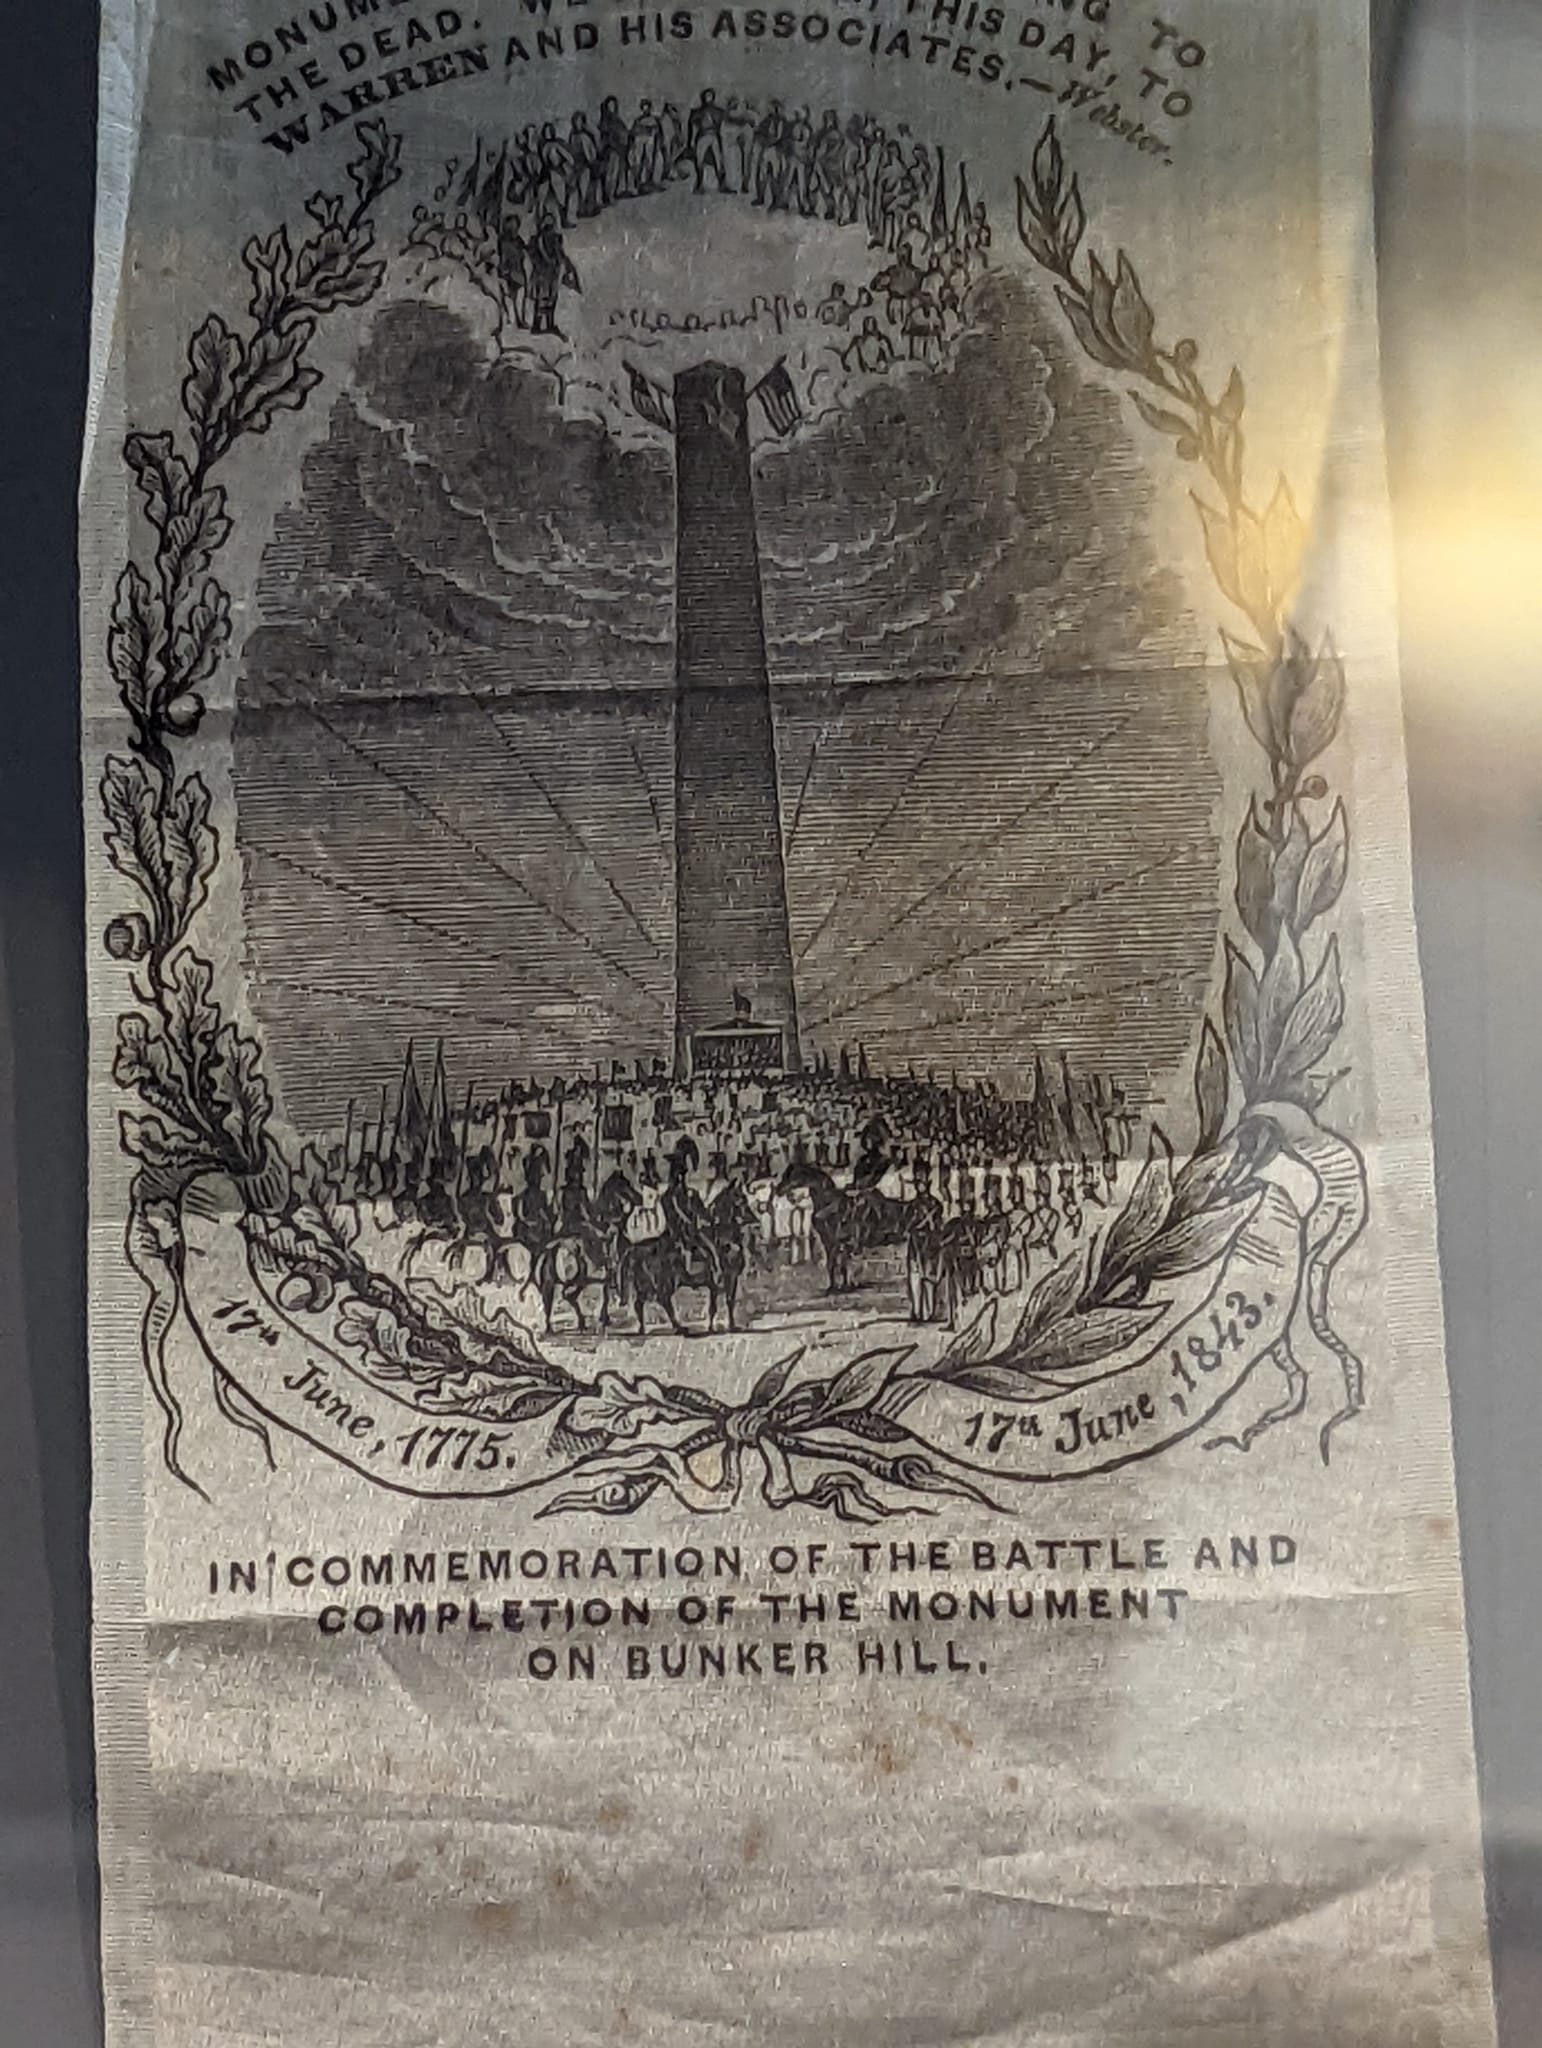 TO
THE DEAD. THIS DAY, TO
WARREN AND HIS ASSOCIATES.—Webster.
17th June, 1775.
17th June, 1843.
IN COMMEMORATION OF THE BATTLE AND
COMPLETION OF THE MONUMENT
ON BUNKER HILL.